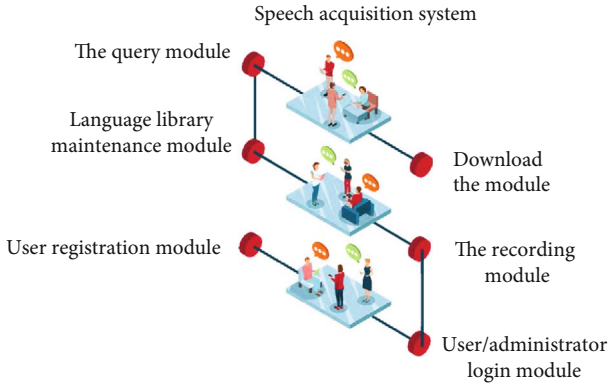 Speech acquisition system
The query module
Language library
maintenance module
Download
the module
User registration module
The recording
module
User/administrator
login module